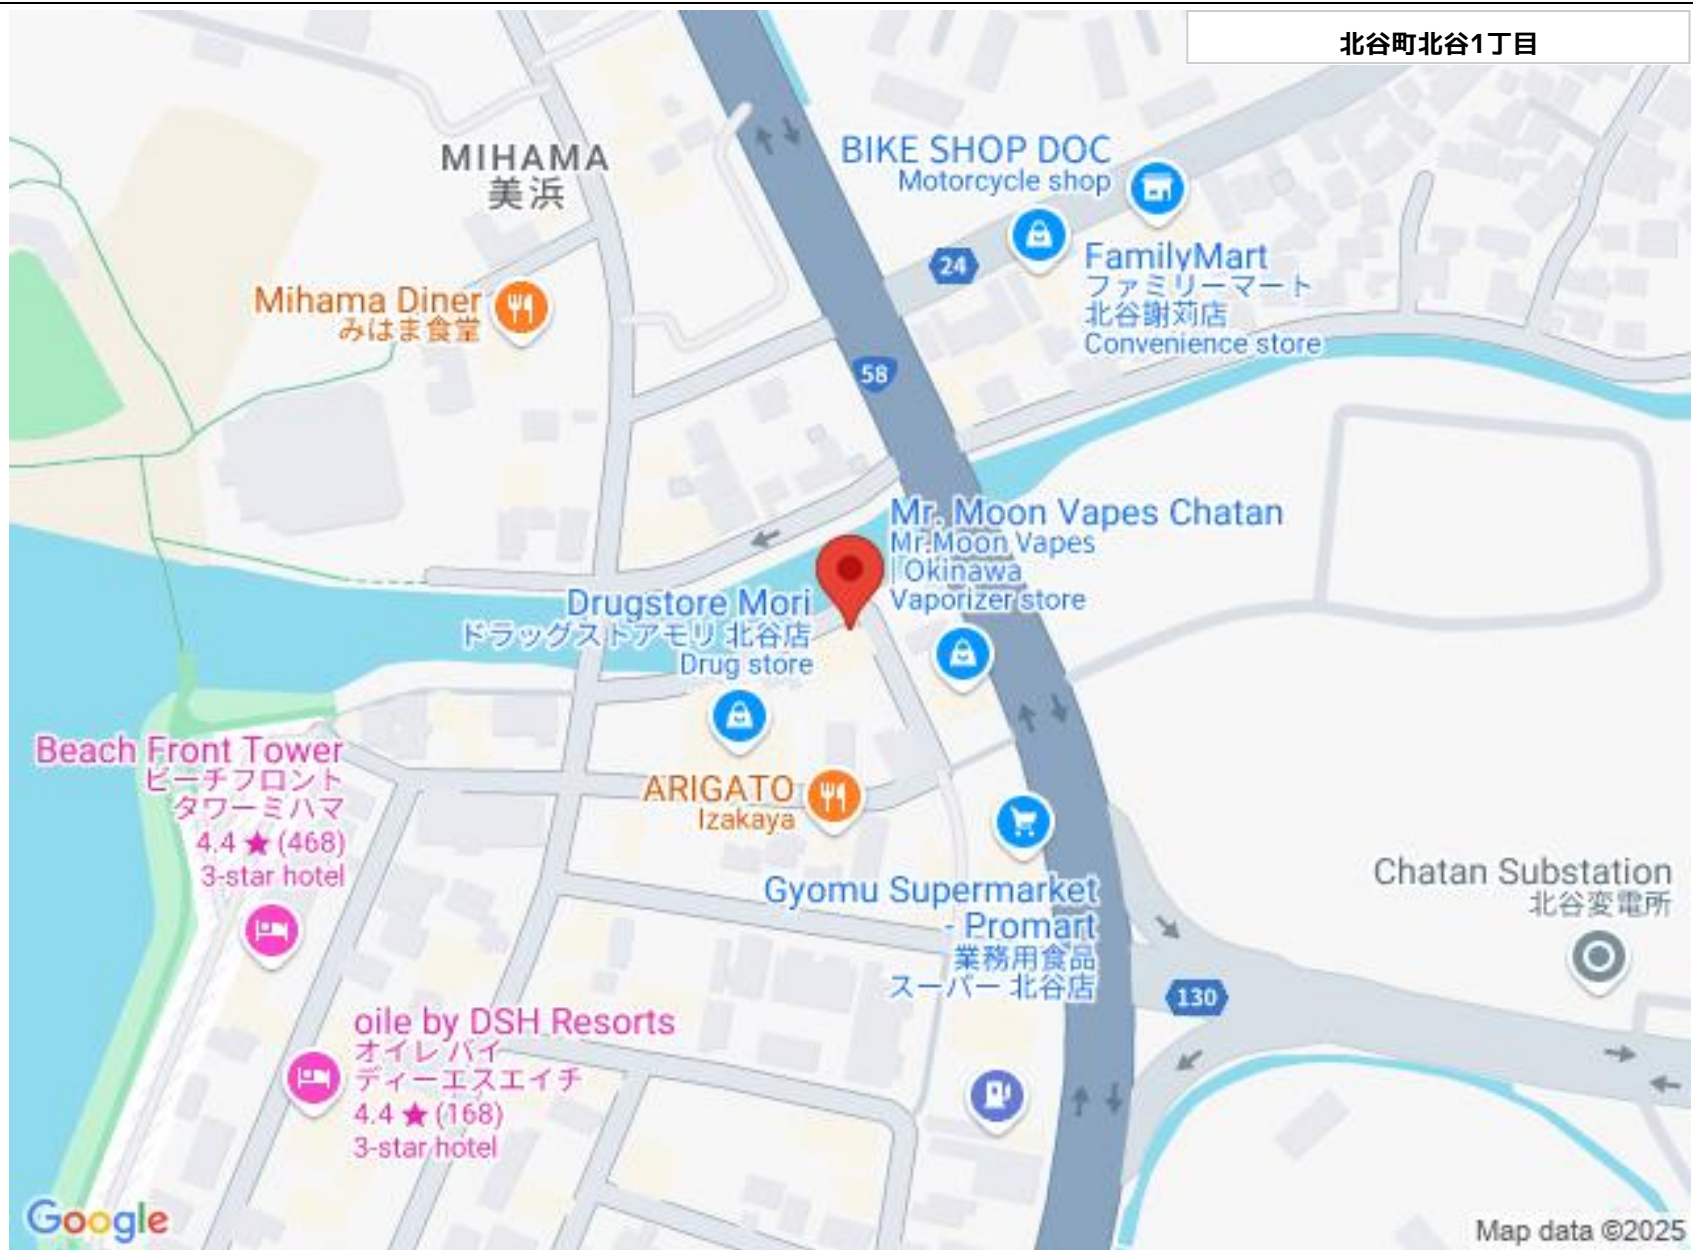 北谷町北谷1丁目
MIHAMA
美浜
BIKE SHOP DOC
Motorcycle shop
24
FamilyMart
ファミリーマート
北谷謝苅店
Convenience store
Mihama Diner
みはま食堂
58
Mr. Moon Vapes Chatan
Mr.Moon Vapes
| Okinawa
Vaporizer store
Drugstore Mori
ドラッグストアモリ 北谷店
Drug store
Beach Front Tower
ビーチフロント
タワーミハマ
4.4 ★ (468)
3-star hotel
ARIGATO
Izakaya
Gyomu Supermarket
- Promart
業務用食品
スーパー 北谷店
Chatan Substation
北谷変電所
130
oile by DSH Resorts
オイレ バイ
ディーエスエイチ
4.4 ★ (168)
3-star hotel
Google
Map data ©2025